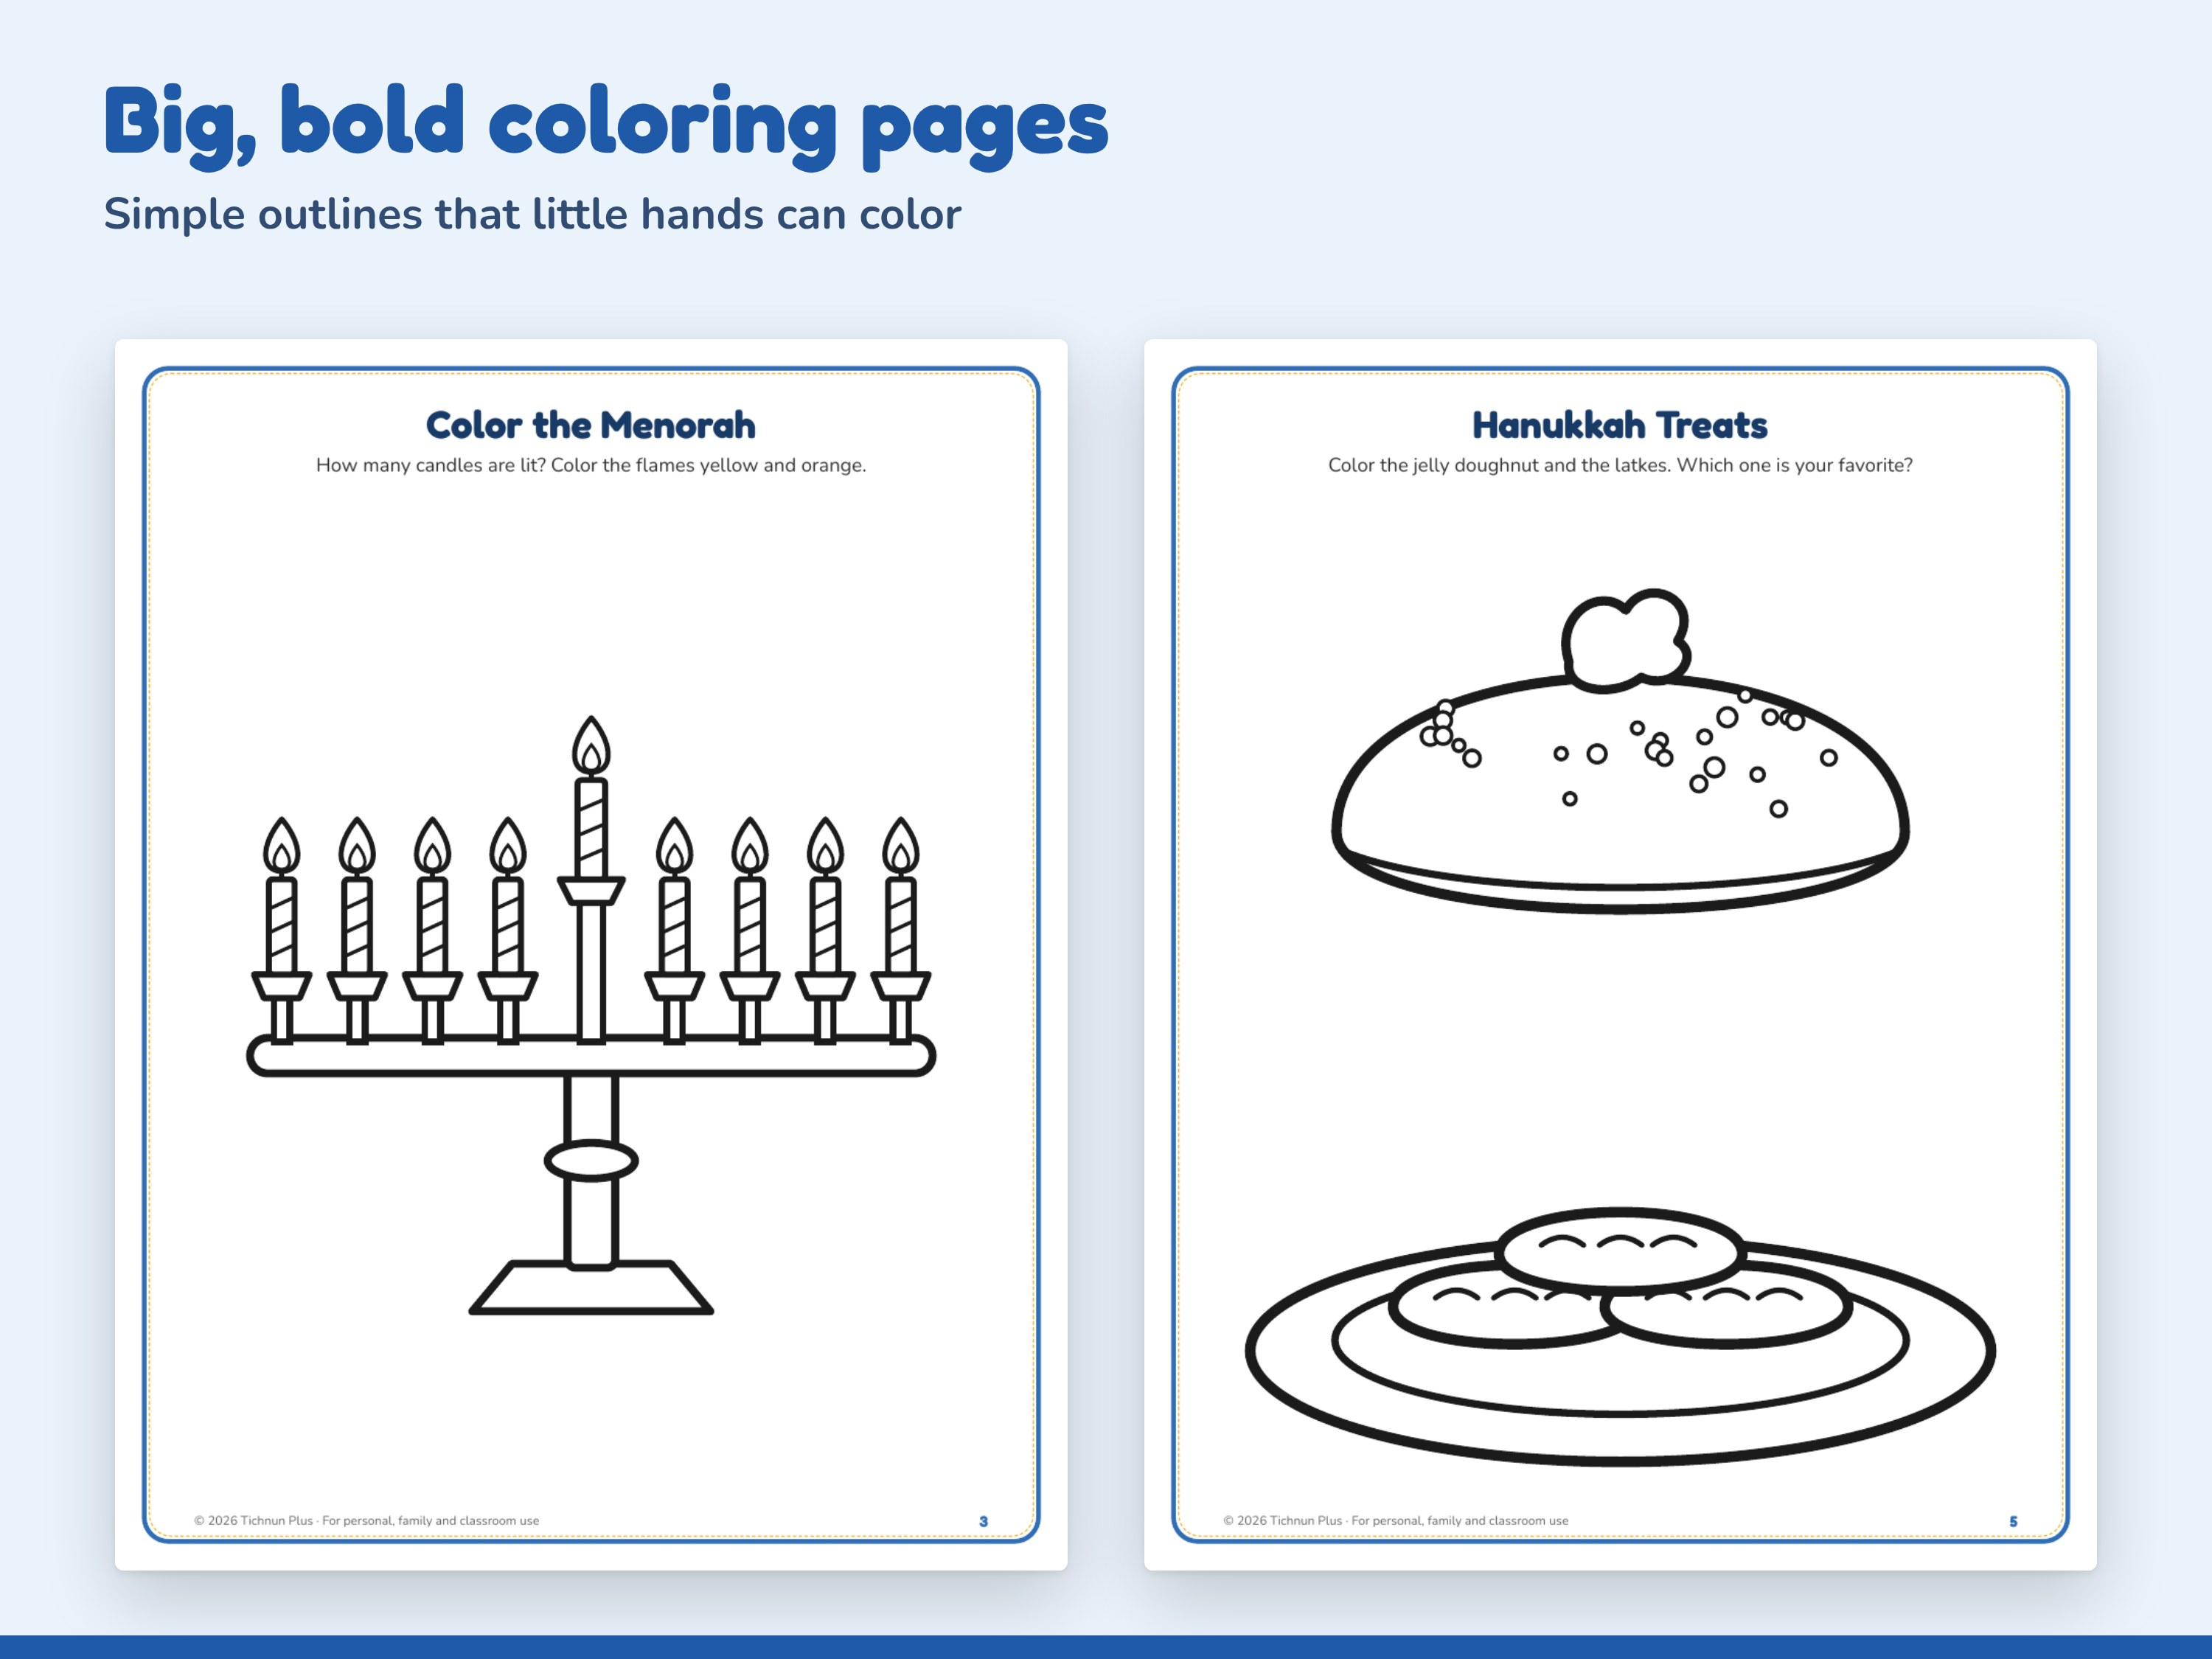 Big, bold coloring pages
Simple outlines that little hands can color
Color the Menorah
How many candles are lit? Color the flames yellow and orange.
© 2026 Tichnun Plus · For personal, family and classroom use
3
Hanukkah Treats
Color the jelly doughnut and the latkes. Which one is your favorite?
© 2026 Tichnun Plus · For personal, family and classroom use
5